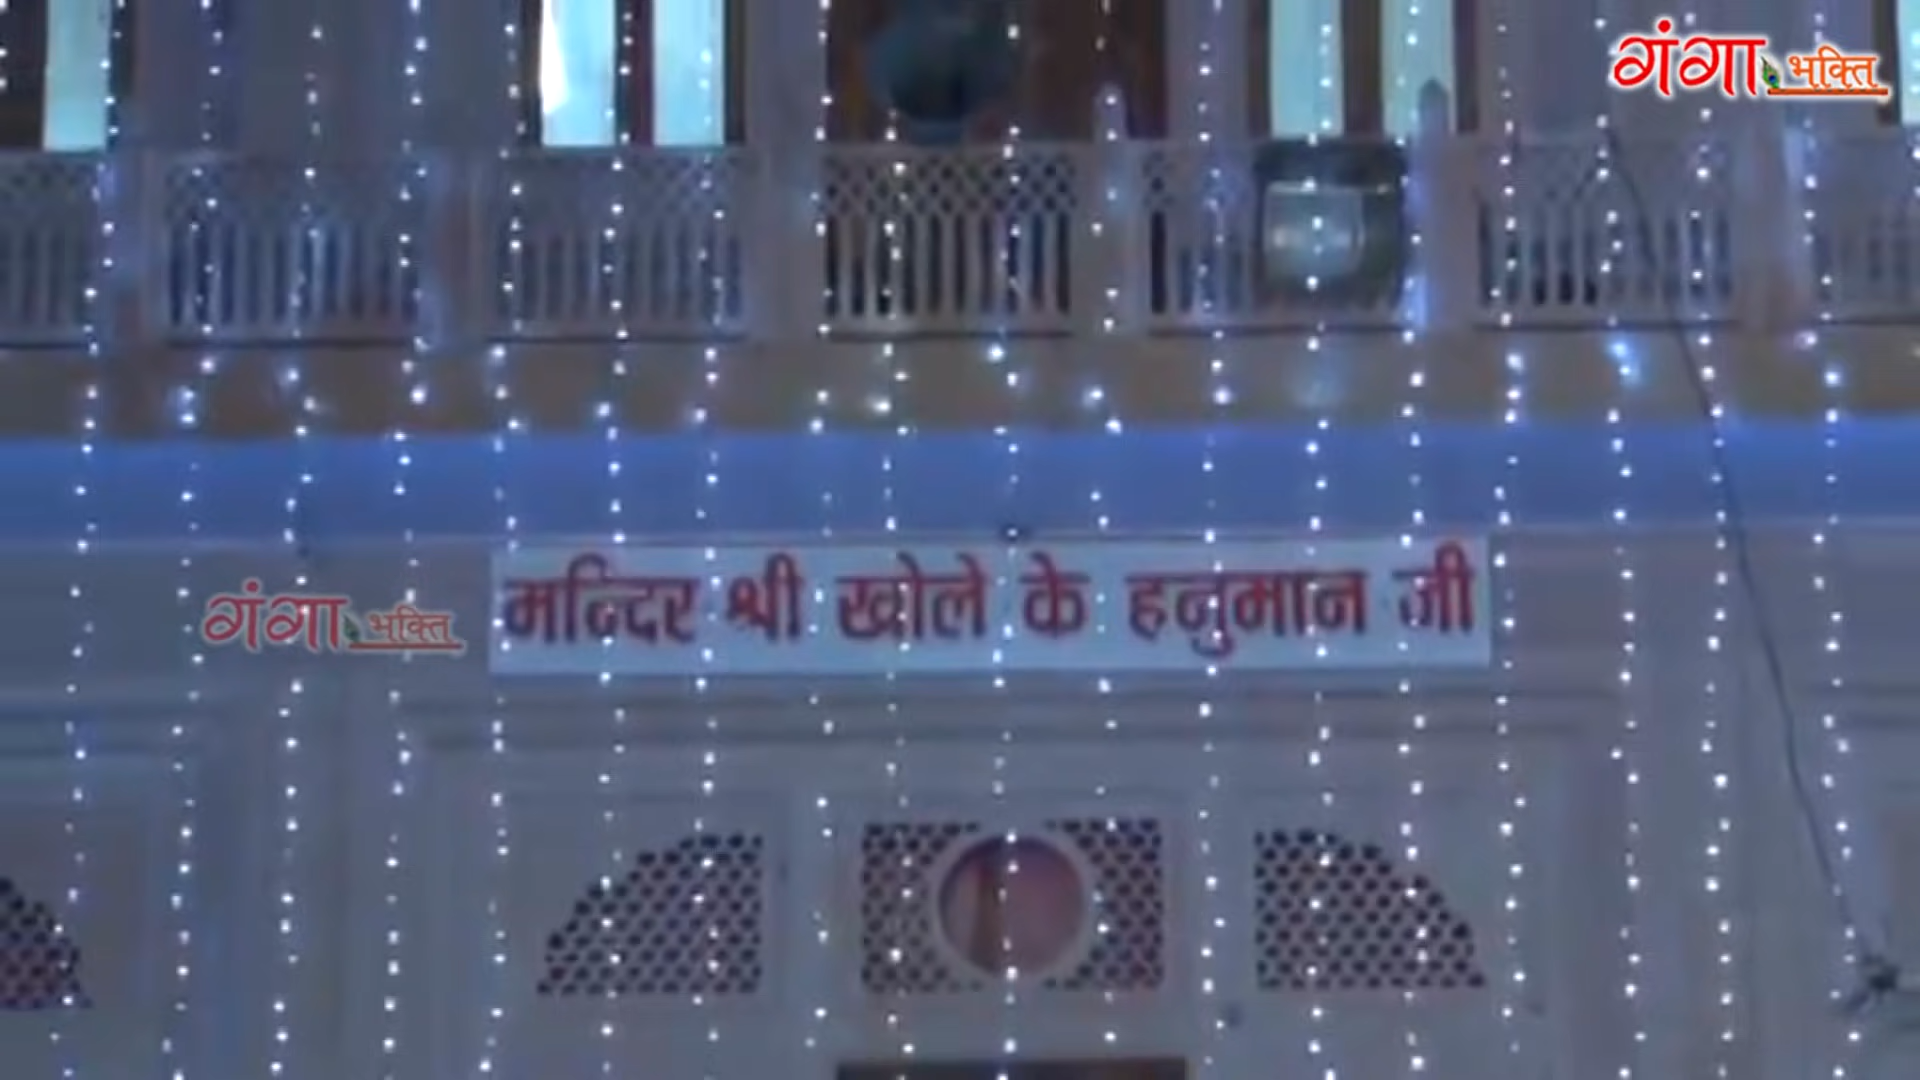 गंगा भक्ति
गंगा भक्ति
मन्दिर श्री खोले के हनुमान जी